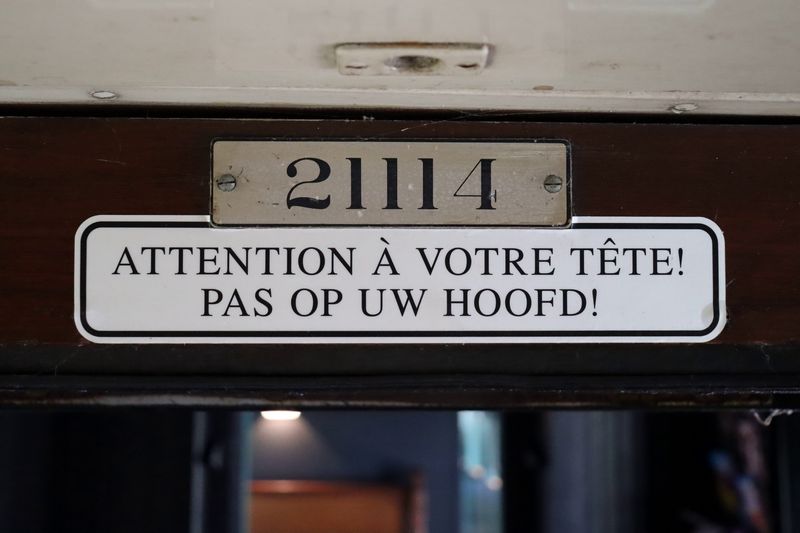 21114
ATTENTION À VOTRE TÊTE!
PAS OP UW HOOFD!